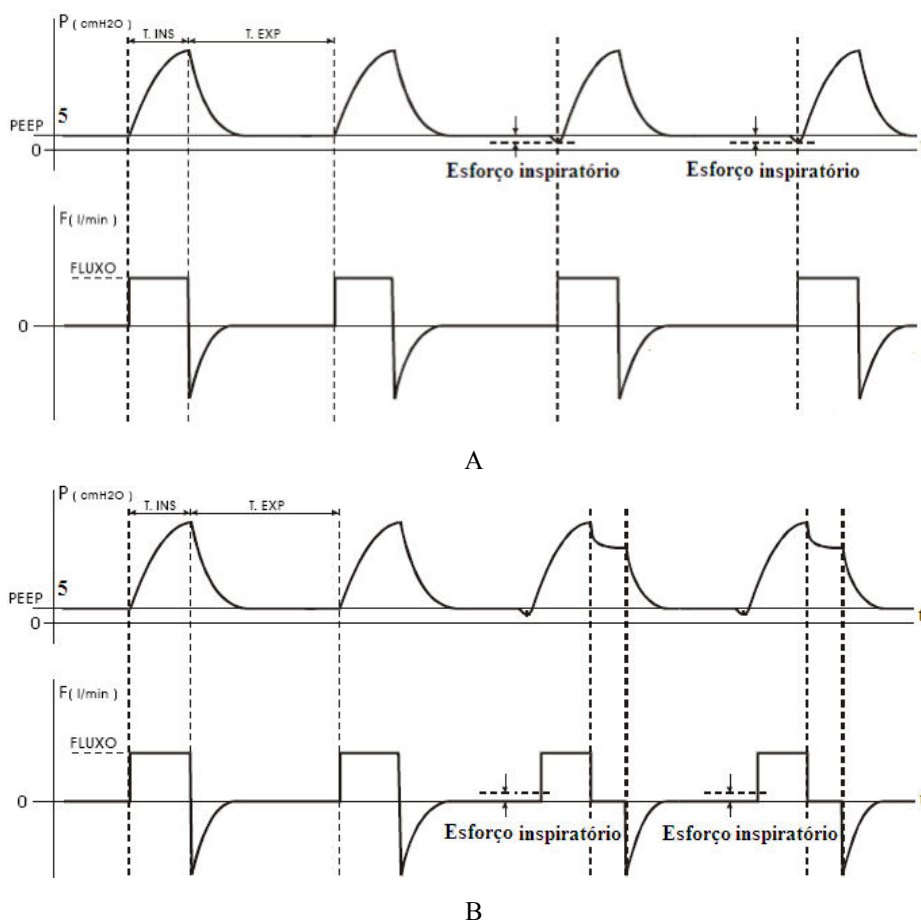 P ( cmH2O )
T. INS
T. EXP
5
PEEP
0
Esforço inspiratório
Esforço inspiratório
F( l/min )
FLUXO
0
A
P ( cmH2O )
T. INS
T. EXP
5
PEEP
0
t
F( l/min )
FLUXO
0
t
Esforço inspiratório
Esforço inspiratório
B